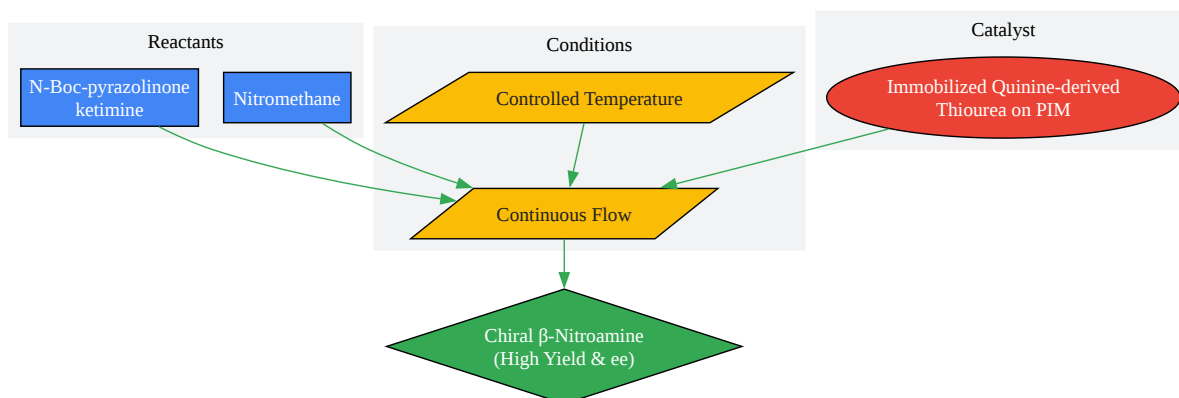 Reactants
N-Boc-pyrazolinone
ketimine
Nitromethane
Conditions
Controlled Temperature
Continuous Flow
Catalyst
Immobilized Quinine-derived
Thiourea on PIM
Chiral β-Nitroamine
(High Yield & ee)